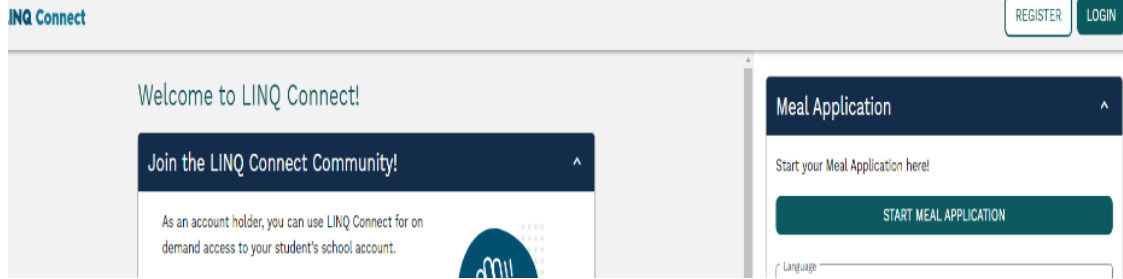 INQ Connect
REGISTER
LOGIN
Welcome to LINQ Connect!
Join the LINQ Connect Community!
As an account holder, you can use LINQ Connect for on
demand access to your student's school account.
Meal Application
Start your Meal Application here!
START MEAL APPLICATION
Language